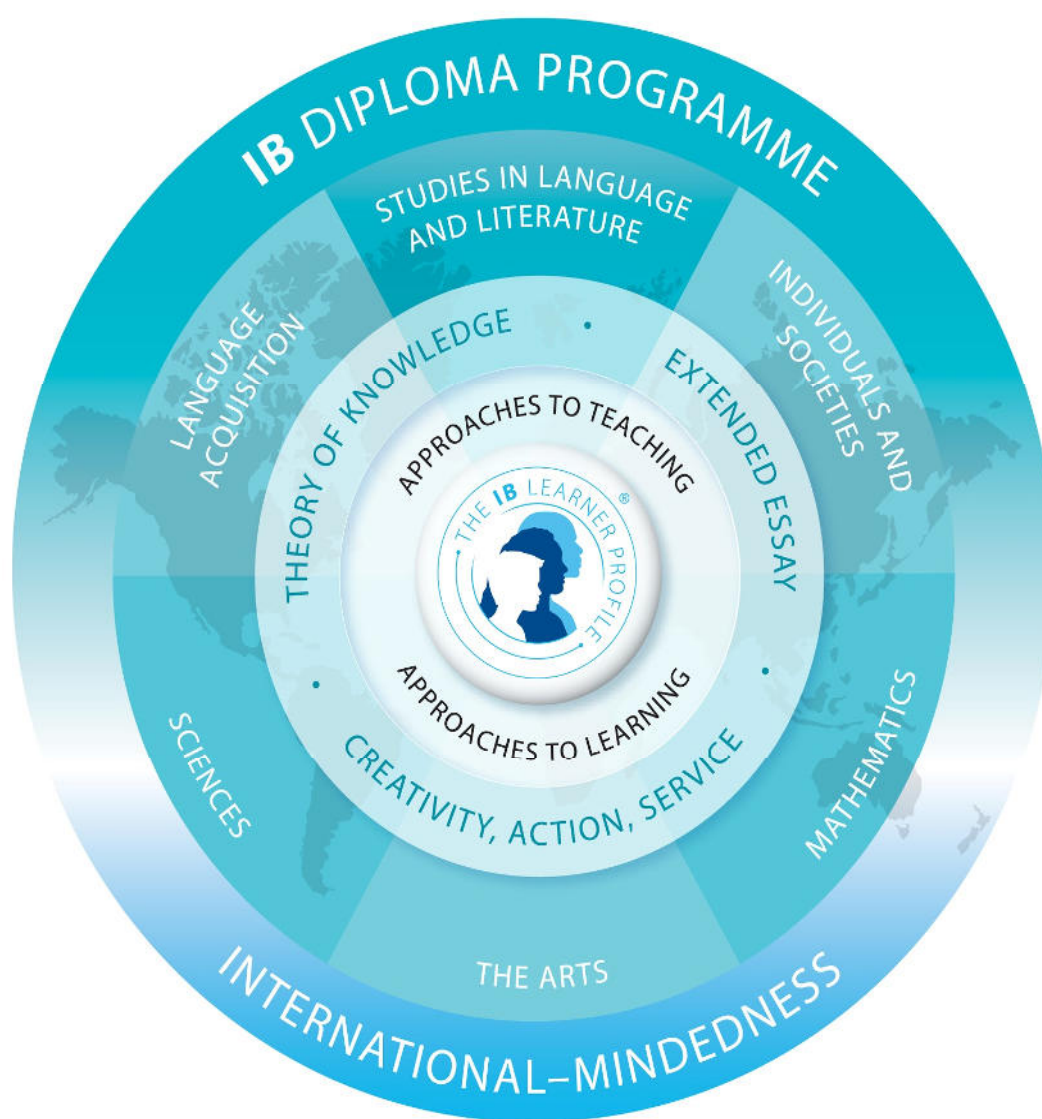 IB DIPLOMA PROGRAMME
STUDIES IN LANGUAGE
AND LITERATURE
LANGUAGE
ACQUISITION
INDIVIDUALS AND
SOCIETIES
THEORY OF KNOWLEDGE
EXTENDED ESSAY
APPROACHES TO TEACHING
THE IB LEARNER PROFILE ®
APPROACHES TO LEARNING
CREATIVITY, ACTION, SERVICE
SCIENCES
MATHEMATICS
THE ARTS
INTERNATIONAL–MINDEDNESS